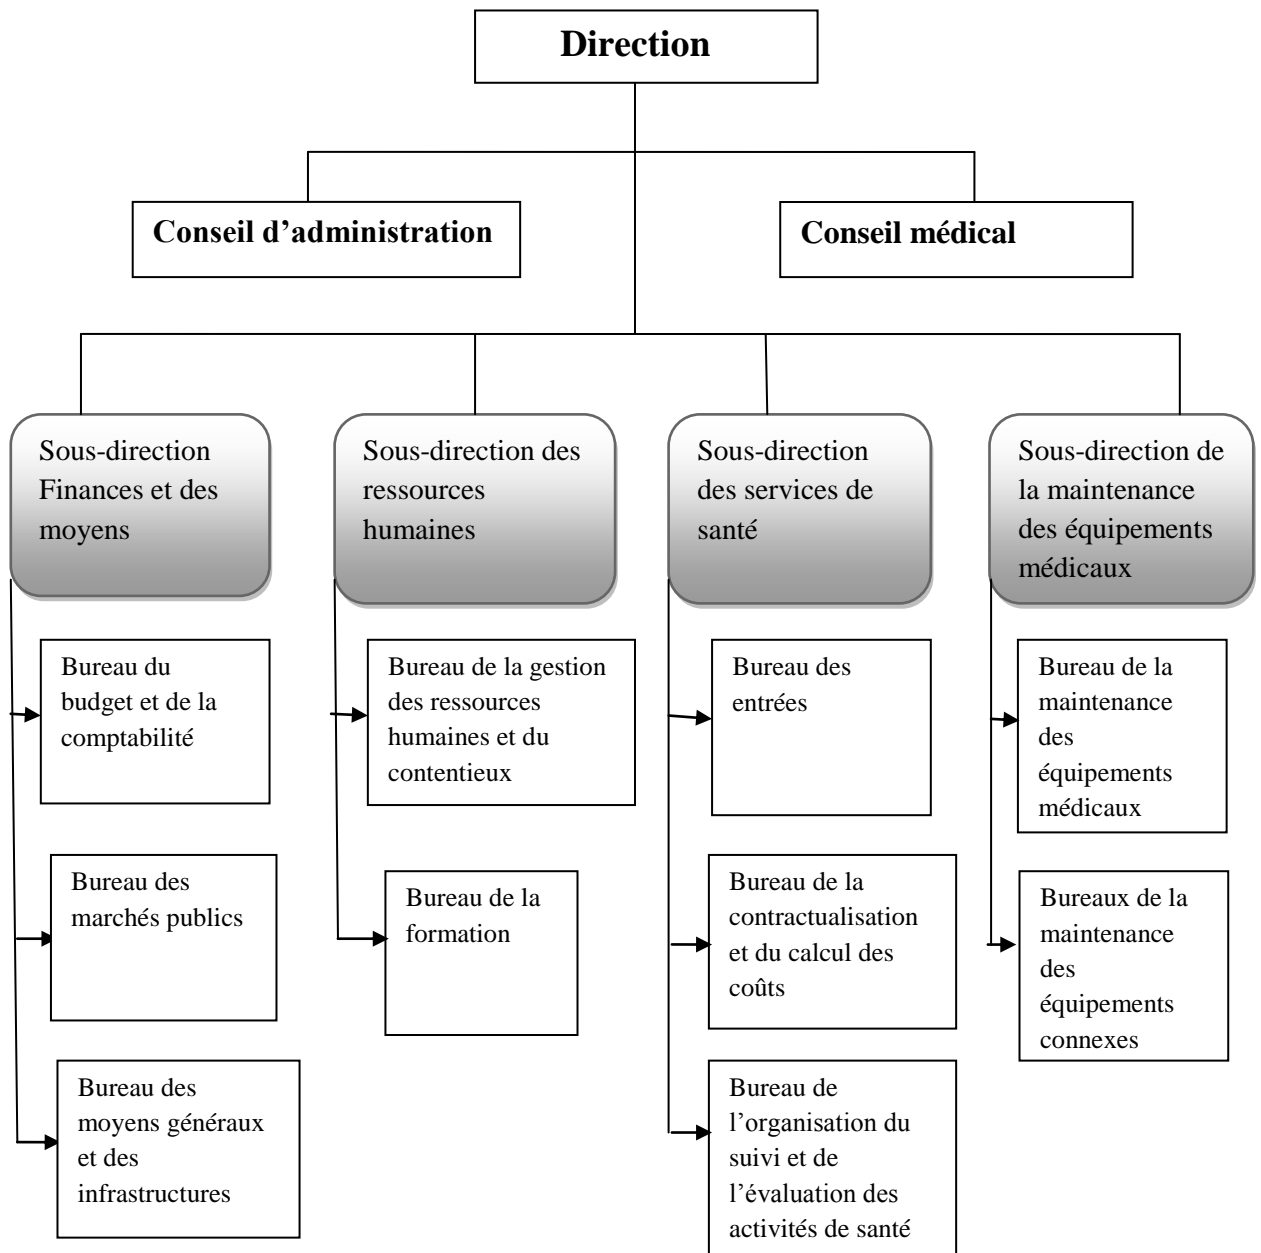 Direction
Conseil d’administration
Conseil médical
Sous-direction
Finances et des
moyens
Sous-direction des
ressources
humaines
Sous-direction
des services de
santé
Sous-direction de
la maintenance
des équipements
médicaux
Bureau du
budget et de la
comptabilité
Bureau de la gestion
des ressources
humaines et du
contentieux
Bureau des
entrées
Bureau de la
maintenance
des
équipements
médicaux
Bureau des
marchés publics
Bureau de la
formation
Bureau de la
contractualisation
et du calcul des
coûts
Bureaux de la
maintenance
des
équipements
connexes
Bureau des
moyens généraux
et des
infrastructures
Bureau de
l’organisation du
suivi et de
l’évaluation des
activités de santé